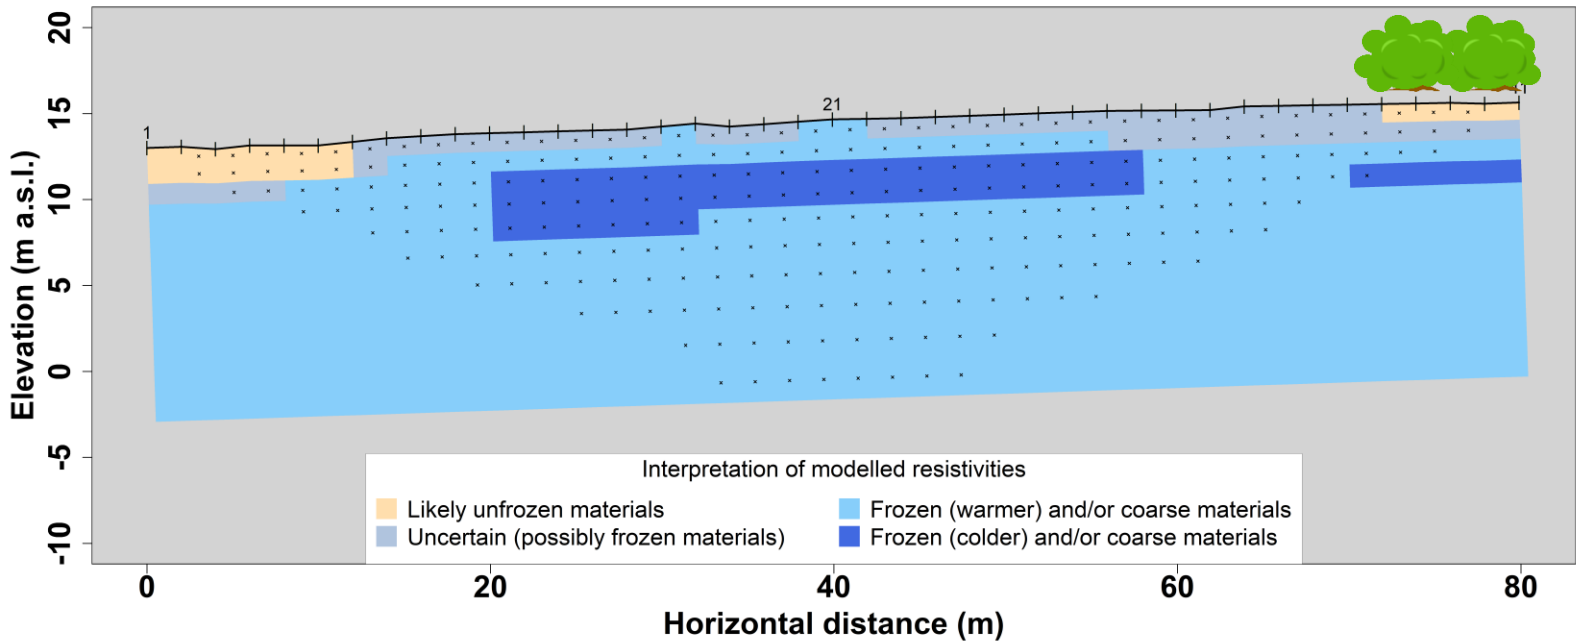 20
15
10
5
0
-5
-10
Elevation (m a.s.l.)
1
21
Interpretation of modelled resistivities
Likely unfrozen materials
Uncertain (possibly frozen materials)
Frozen (warmer) and/or coarse materials
Frozen (colder) and/or coarse materials
0 20 40 60 80
Horizontal distance (m)